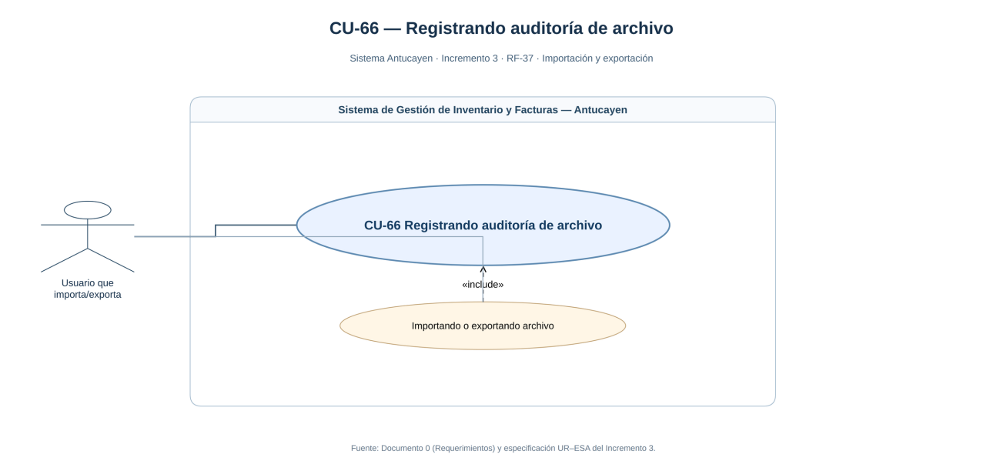 CU-66 — Registrando auditoría de archivo
Sistema Antucayen · Incremento 3 · RF-37 · Importación y exportación
Sistema de Gestión de Inventario y Facturas — Antucayen
CU-66 Registrando auditoría de archivo
Usuario que
importa/exporta
«include»
Importando o exportando archivo
Fuente: Documento 0 (Requerimientos) y especificación UR–ESA del Incremento 3.